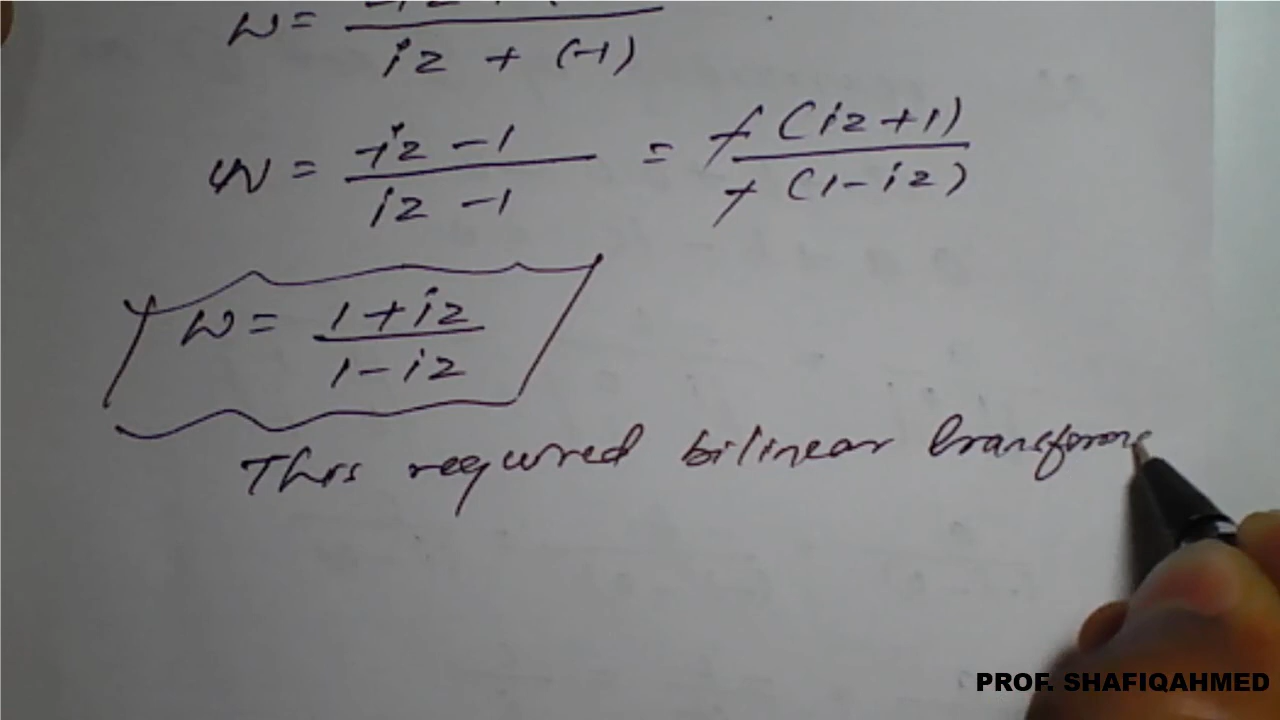 w =
iz + (-1)
w = -iz - 1 / iz - 1 = -(iz+1) / -(1-iz)
w = 1+iz / 1-iz
This required bilinear transform
PROF. SHAFIQAHMED